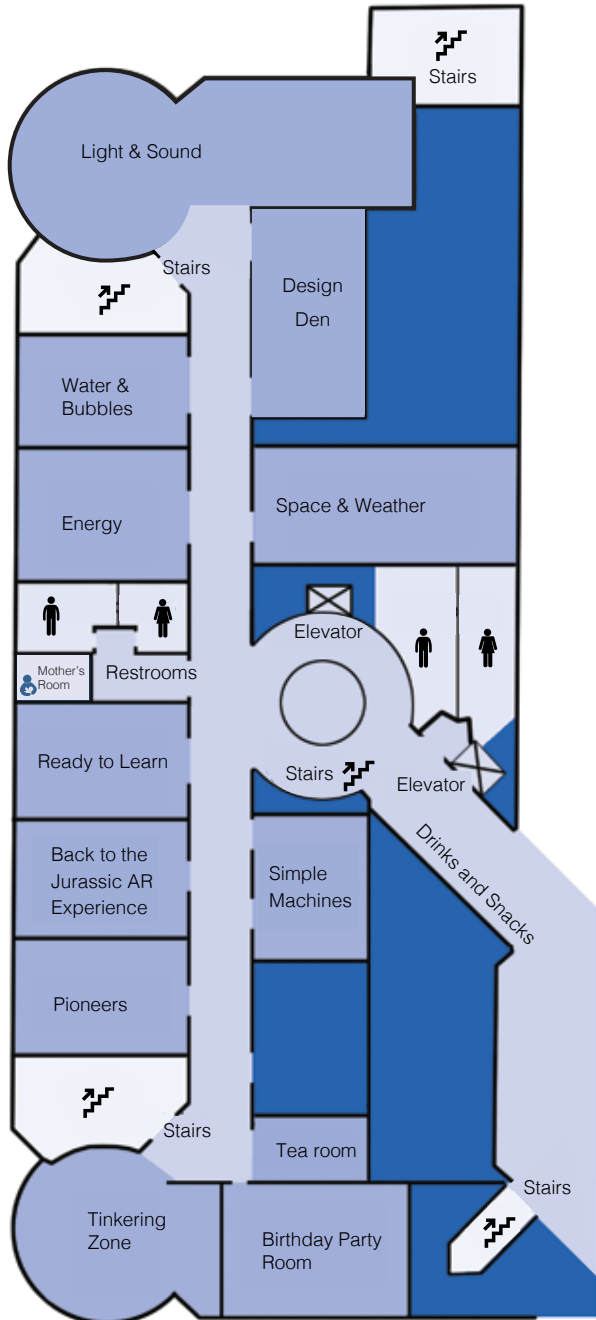 Stairs
Light & Sound
Stairs
Design
Den
Water &
Bubbles
Space & Weather
Energy
Elevator
Mother's
Room
Restrooms
Ready to Learn
Stairs
Elevator
Drinks and Snacks
Back to the
Jurassic AR
Experience
Simple
Machines
Pioneers
Stairs
Tea room
Stairs
Tinkering
Zone
Birthday Party
Room